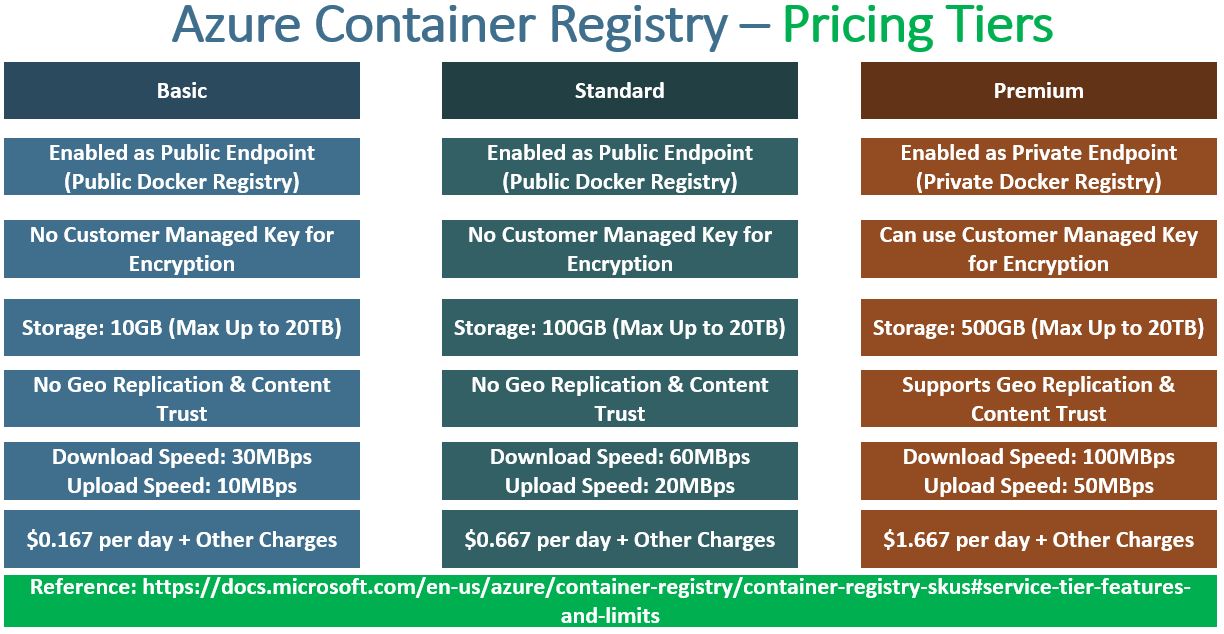 Azure Container Registry – Pricing Tiers
Basic
Standard
Premium
Enabled as Public Endpoint
(Public Docker Registry)
Enabled as Public Endpoint
(Public Docker Registry)
Enabled as Private Endpoint
(Private Docker Registry)
No Customer Managed Key for
Encryption
No Customer Managed Key for
Encryption
Can use Customer Managed Key
for Encryption
Storage: 10GB (Max Up to 20TB)
Storage: 100GB (Max Up to 20TB)
Storage: 500GB (Max Up to 20TB)
No Geo Replication & Content
Trust
No Geo Replication & Content
Trust
Supports Geo Replication &
Content Trust
Download Speed: 30MBps
Upload Speed: 10MBps
Download Speed: 60MBps
Upload Speed: 20MBps
Download Speed: 100MBps
Upload Speed: 50MBps
$0.167 per day + Other Charges
$0.667 per day + Other Charges
$1.667 per day + Other Charges
Reference: https://docs.microsoft.com/en-us/azure/container-registry/container-registry-skus#service-tier-features-
and-limits